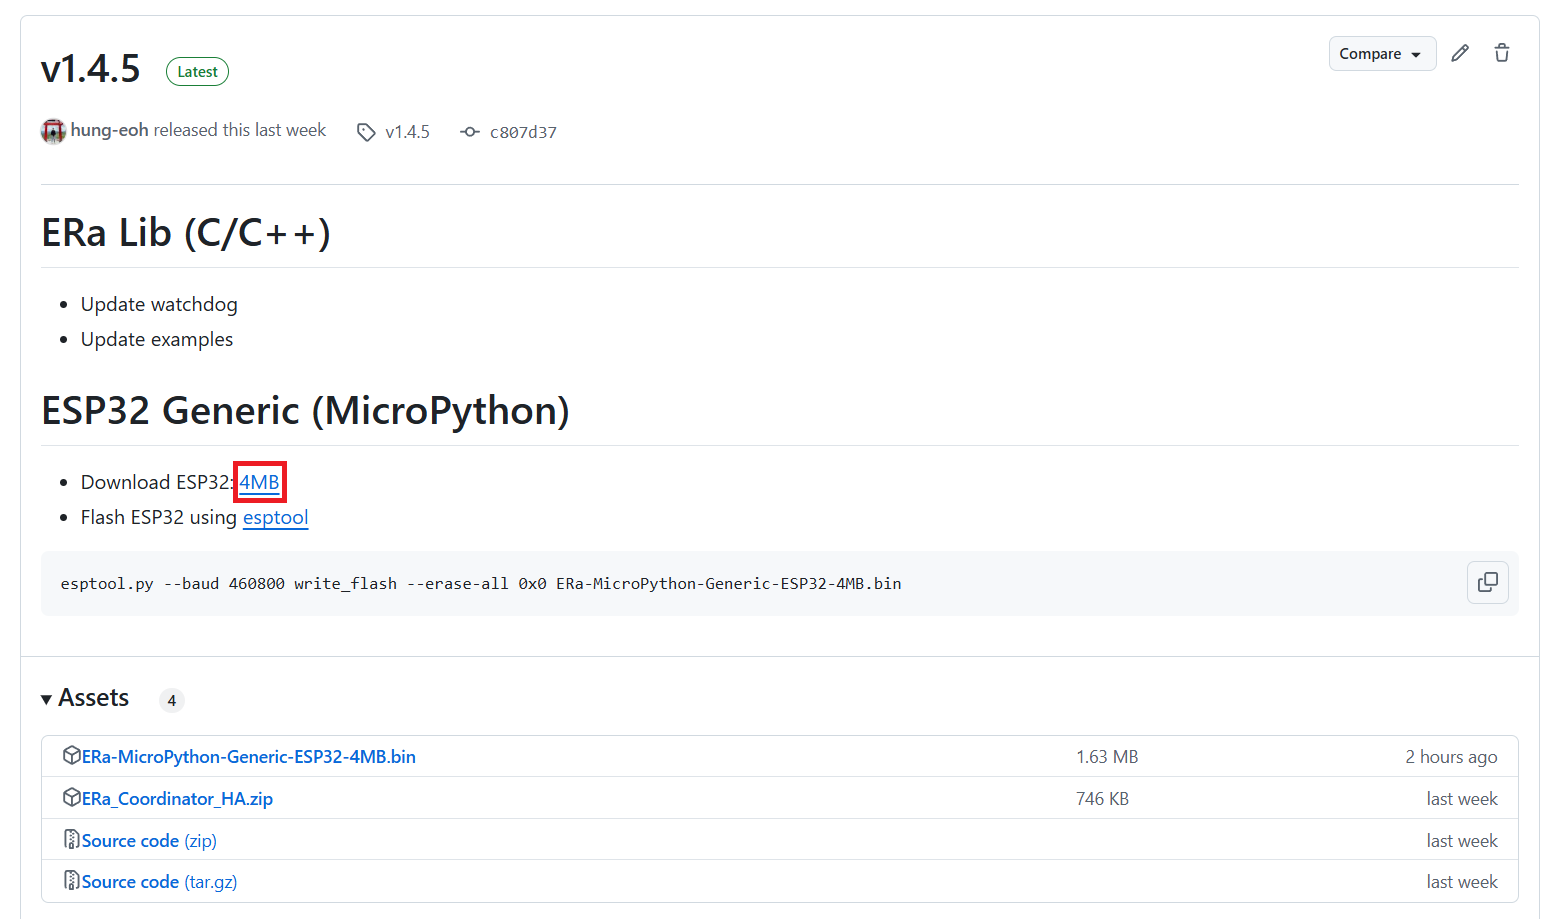 v1.4.5 Latest Compare
hung-eoh released this last week v1.4.5 c807d37
ERa Lib (C/C++)
Update watchdog
Update examples
ESP32 Generic (MicroPython)
Download ESP32: 4MB
Flash ESP32 using esptool
esptool.py --baud 460800 write_flash --erase-all 0x0 ERa-MicroPython-Generic-ESP32-4MB.bin
Assets 4
ERa-MicroPython-Generic-ESP32-4MB.bin 1.63 MB 2 hours ago
ERa_Coordinator_HA.zip 746 KB last week
Source code (zip) last week
Source code (tar.gz) last week